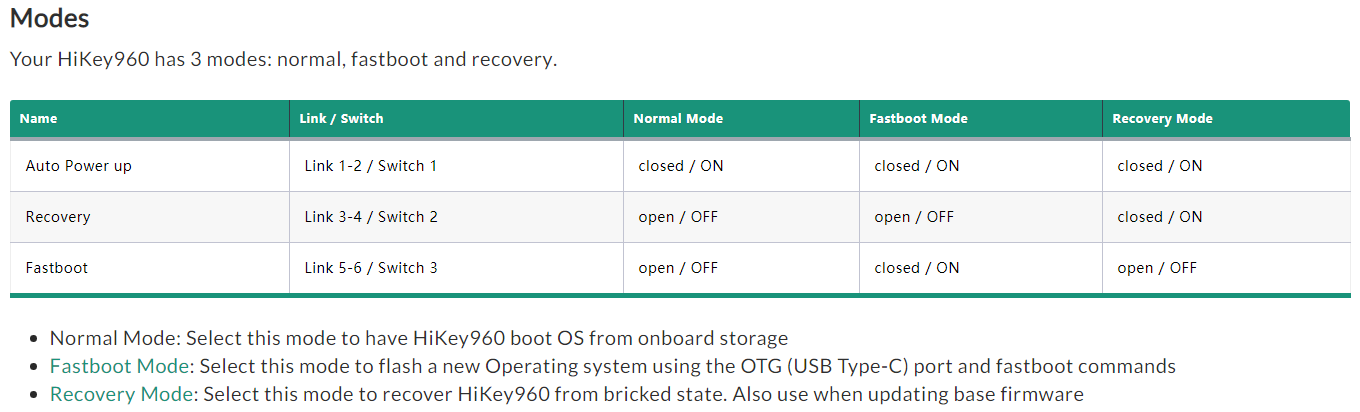 Modes
Your HiKey960 has 3 modes: normal, fastboot and recovery.
Name Link / Switch Normal Mode Fastboot Mode Recovery Mode
Auto Power up Link 1-2 / Switch 1 closed / ON closed / ON closed / ON
Recovery Link 3-4 / Switch 2 open / OFF open / OFF closed / ON
Fastboot Link 5-6 / Switch 3 open / OFF closed / ON open / OFF
• Normal Mode: Select this mode to have HiKey960 boot OS from onboard storage
• Fastboot Mode: Select this mode to flash a new Operating system using the OTG (USB Type-C) port and fastboot commands
• Recovery Mode: Select this mode to recover HiKey960 from bricked state. Also use when updating base firmware